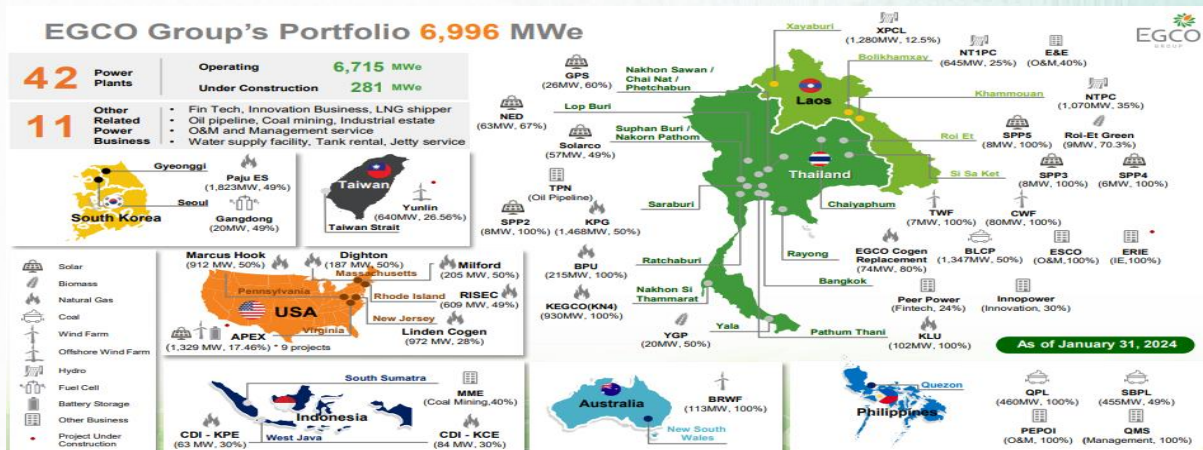 EGCO Group's Portfolio 6,996 MWe
EGCO
GROUP
42 Power Plants
Operating 6,715 MWe
Under Construction 281 MWe
11 Other Related Power Business
• Fin Tech, Innovation Business, LNG shipper
• Oil pipeline, Coal mining, Industrial estate
• O&M and Management service
• Water supply facility, Tank rental, Jetty service
Gyeonggi
Paju ES
(1,823MW, 49%)
Seoul
South Korea
Gangdong
(20MW, 49%)
Taiwan
Yunlin
(640MW, 26.56%)
Taiwan Strait
Solar
Biomass
Natural Gas
Coal
Wind Farm
Offshore Wind Farm
Hydro
Fuel Cell
Battery Storage
Other Business
Project Under
Construction
Marcus Hook
(912 MW, 50%)
Dighton
(187 MW, 50%)
Massachusetts
Milford
(205 MW, 50%)
Pennsylvania
Rhode Island
RISEC
(609 MW, 49%)
USA
New Jersey
Virginia
Linden Cogen
(972 MW, 28%)
APEX
(1,329 MW, 17.46%) * 9 projects
South Sumatra
MME
(Coal Mining,40%)
Indonesia
CDI - KPE
(63 MW, 30%)
West Java
CDI - KCE
(84 MW, 30%)
Australia
BRWF
(113MW, 100%)
New South
Wales
Quezon
Philippines
QPL
(460MW, 100%)
SBPL
(455MW, 49%)
PEPOI
(O&M, 100%)
QMS
(Management, 100%)
Xayaburi
XPCL
(1,280MW, 12.5%)
NT1PC
(645MW, 25%)
E&E
(O&M,40%)
Bolikhamxay
Laos
Khammouan
NTPC
(1,070MW, 35%)
GPS
(26MW, 60%)
Nakhon Sawan /
Chai Nat /
Phetchabun
NED
(63MW, 67%)
Lop Buri
Solarco
(57MW, 49%)
Suphan Buri /
Nakorn Pathom
TPN
(Oil Pipeline)
Saraburi
SPP2
(8MW, 100%)
KPG
(1,468MW, 50%)
BPU
(215MW, 100%)
Ratchaburi
KEGCO(KN4)
(930MW, 100%)
Nakhon Si
Thammarat
YGP
(20MW, 50%)
Yala
Thailand
Roi Et
SPP5
(8MW, 100%)
Roi-Et Green
(9MW, 70.3%)
Si Sa Ket
SPP3
(8MW, 100%)
SPP4
(6MW, 100%)
Chaiyaphum
TWF
(7MW, 100%)
CWF
(80MW, 100%)
Rayong
EGCO Cogen
Replacement
(74MW, 80%)
BLCP
(1,347MW, 50%)
ESCO
(O&M,100%)
ERIE
(IE,100%)
Bangkok
Peer Power
(Fintech, 24%)
Innopower
(Innovation, 30%)
Pathum Thani
KLU
(102MW, 100%)
As of January 31, 2024